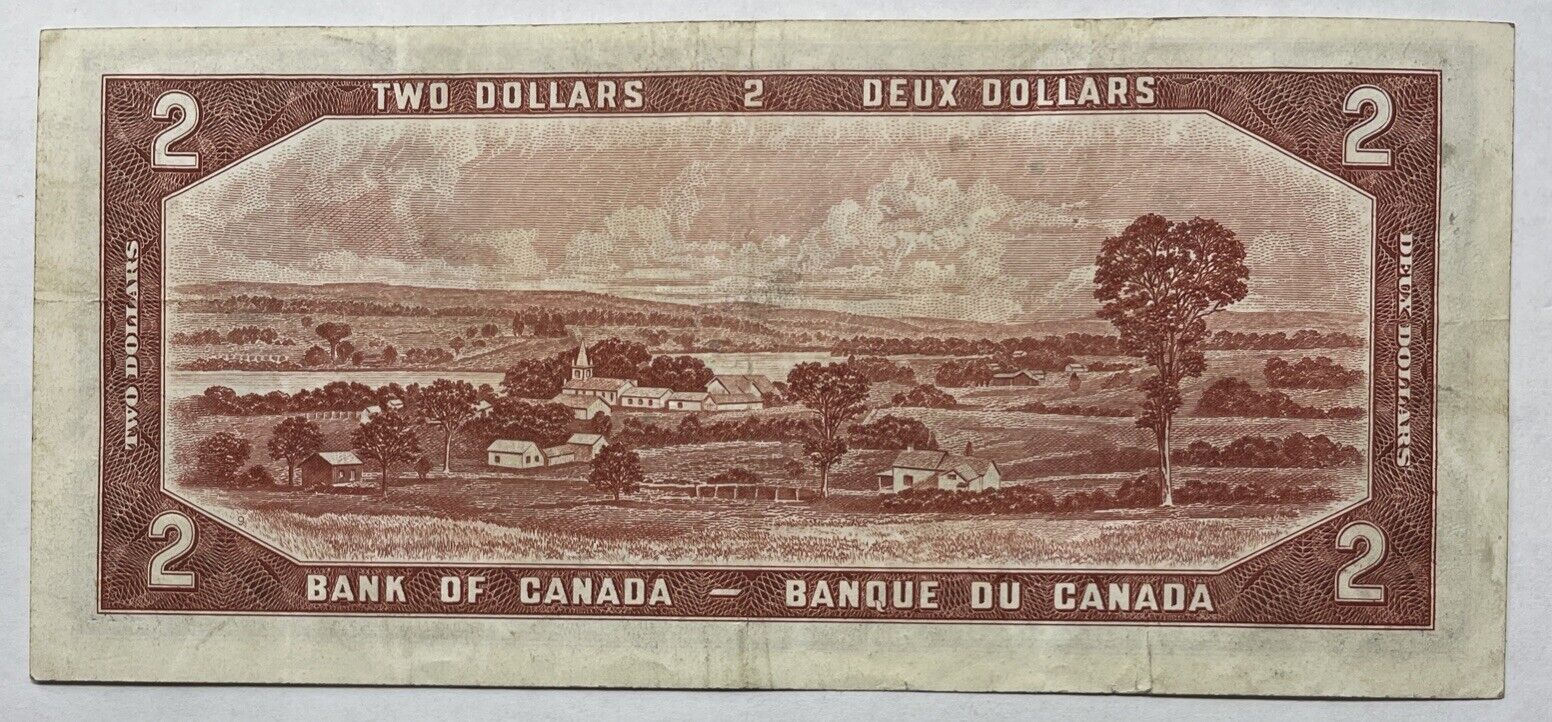 TWO DOLLARS 2 DEUX DOLLARS
2
2
TWO DOLLARS
DEUX DOLLARS
9
2
2
BANK OF CANADA – BANQUE DU CANADA